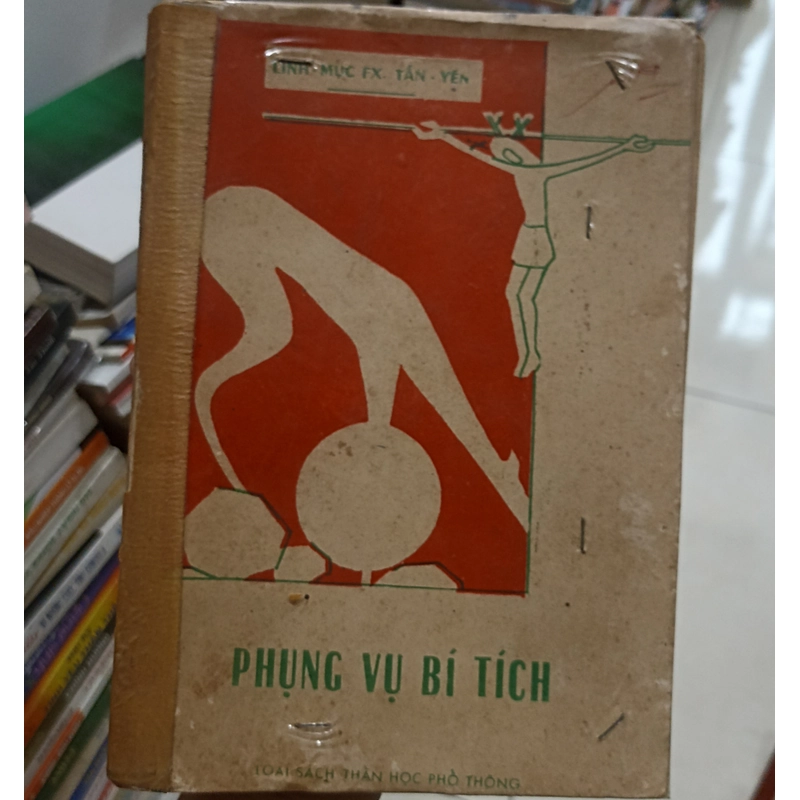 LINH-MỤC FX. TÂN-YÊN
PHỤNG VỤ BÍ TÍCH
LOẠI SÁCH THẦN HỌC PHỔ THÔNG